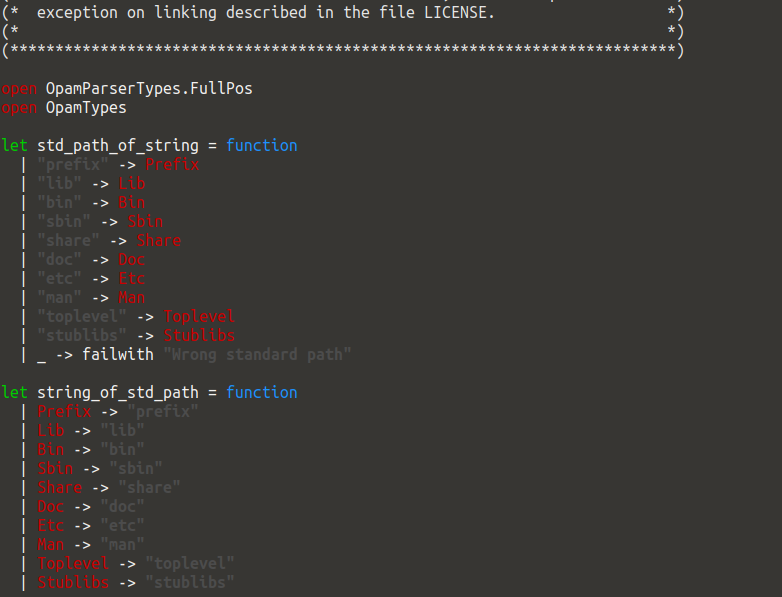 (*  exception on linking described in the file LICENSE.                   *)
(*                                                                        *)
(**************************************************************************)
open OpamParserTypes.FullPos
open OpamTypes
let std_path_of_string = function
  | "prefix" -> Prefix
  | "lib" -> Lib
  | "bin" -> Bin
  | "sbin" -> Sbin
  | "share" -> Share
  | "doc" -> Doc
  | "etc" -> Etc
  | "man" -> Man
  | "toplevel" -> Toplevel
  | "stublibs" -> Stublibs
  | _ -> failwith "Wrong standard path"
let string_of_std_path = function
  | Prefix -> "prefix"
  | Lib -> "lib"
  | Bin -> "bin"
  | Sbin -> "sbin"
  | Share -> "share"
  | Doc -> "doc"
  | Etc -> "etc"
  | Man -> "man"
  | Toplevel -> "toplevel"
  | Stublibs -> "stublibs"